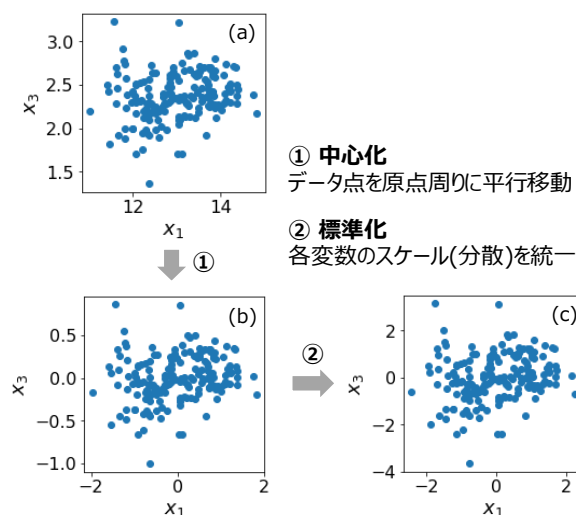 (a)
3.0
2.5
2.0
1.5
x₃
12
14
x₁
① 中心化
データ点を原点周りに平行移動
② 標準化
各変数のスケール(分散)を統一
①
(b)
0.5
0.0
−0.5
−1.0
x₃
−2
0
2
x₁
②
(c)
2
0
−2
−4
x₃
−2
0
2
x₁